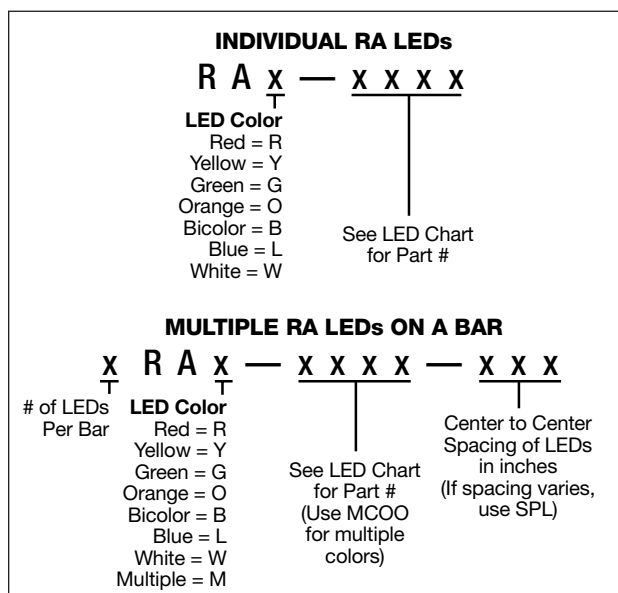 INDIVIDUAL RA LEDs
R A x — x x x x
LED Color
Red = R
Yellow = Y
Green = G
Orange = O
Bicolor = B
Blue = L
White = W
See LED Chart
for Part #
MULTIPLE RA LEDs ON A BAR
x R A x — x x x x — x x x
# of LEDs
Per Bar
LED Color
Red = R
Yellow = Y
Green = G
Orange = O
Bicolor = B
Blue = L
White = W
Multiple = M
See LED Chart
for Part #
(Use MCOO
for multiple
colors)
Center to Center
Spacing of LEDs
in inches
(If spacing varies,
use SPL)